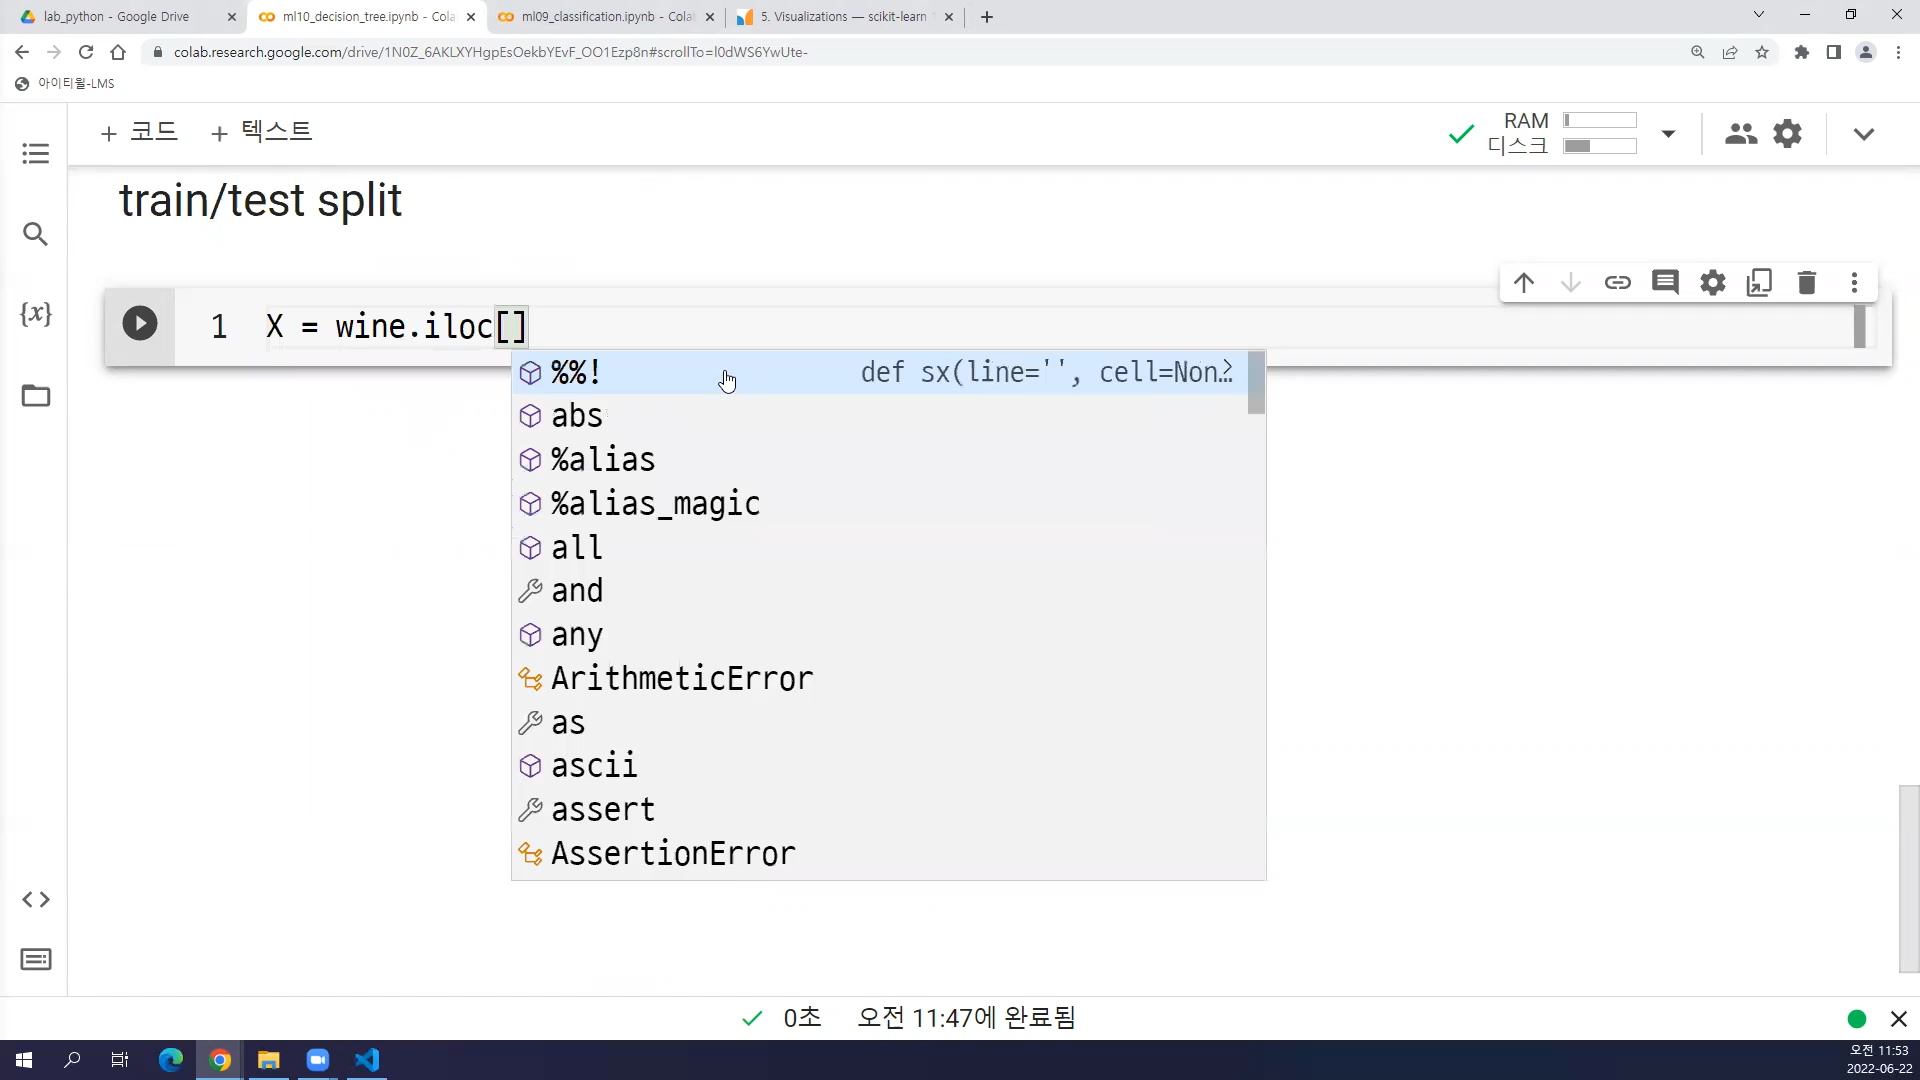 lab_python - Google Drive
ml10_decision_tree.ipynb - Cola
ml09_classification.ipynb - Cola
5. Visualizations — scikit-learn
colab.research.google.com/drive/1N0Z_6AKLXYHgpEsOekbYEvF_OO1Ezp8n#scrollTo=l0dWS6YwUte-
아이티윌-LMS
+ 코드 + 텍스트
RAM
디스크
{x}
train/test split
1 X = wine.iloc[]
%%! def sx(line='', cell=Non…
abs
%alias
%alias_magic
all
and
any
ArithmeticError
as
ascii
assert
AssertionError
0초 오전 11:47에 완료됨
오전 11:53
2022-06-22